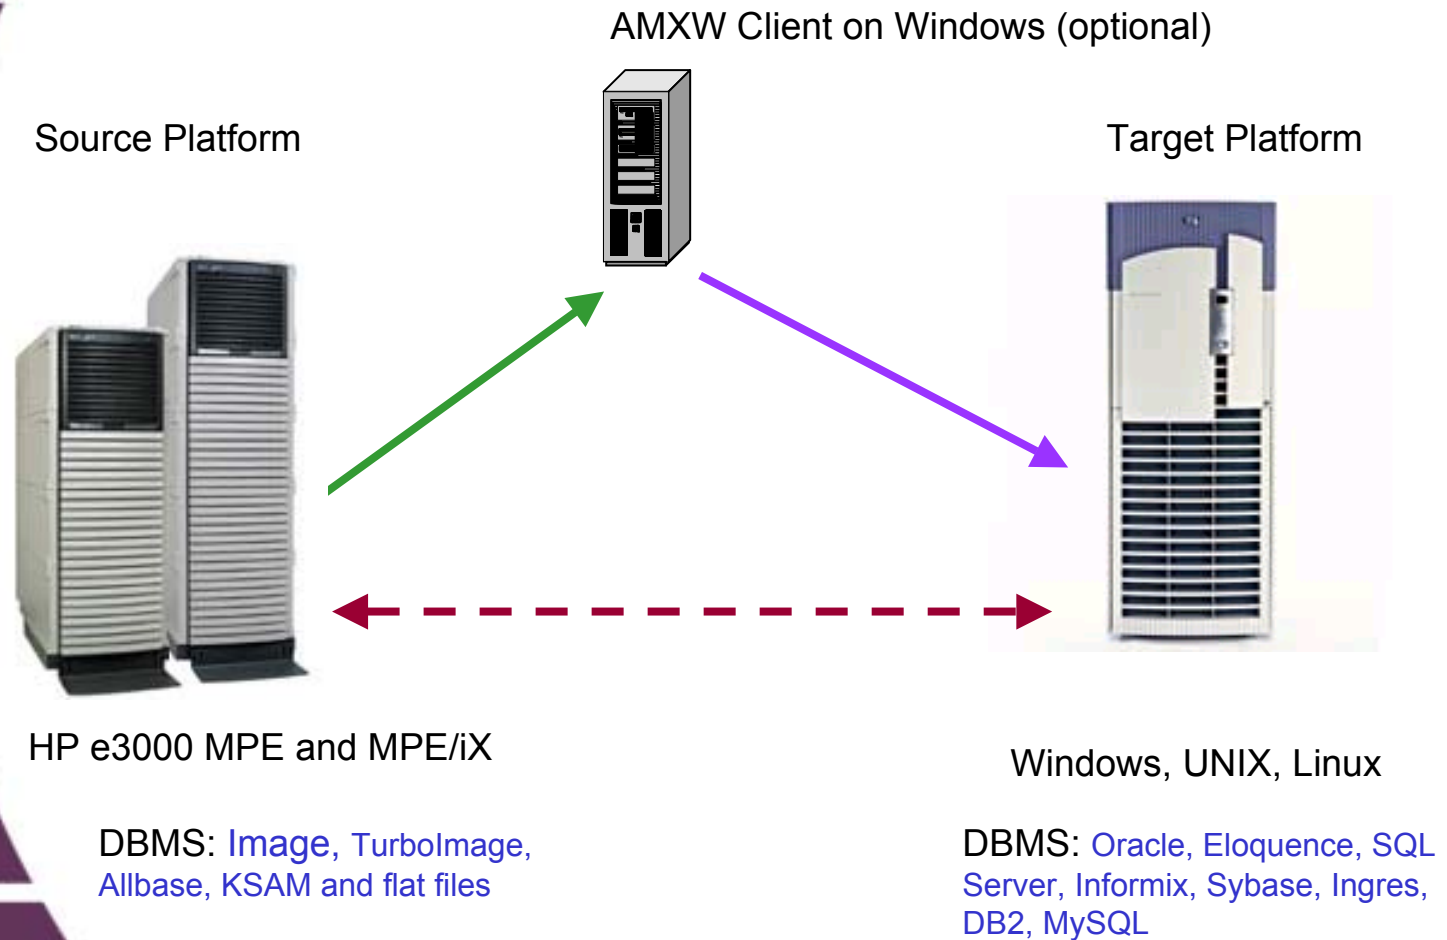 AMXW Client on Windows (optional)
Source Platform
Target Platform
HP e3000 MPE and MPE/iX
Windows, UNIX, Linux
DBMS: Image, TurboImage,
Allbase, KSAM and flat files
DBMS: Oracle, Eloquence, SQL
Server, Informix, Sybase, Ingres,
DB2, MySQL